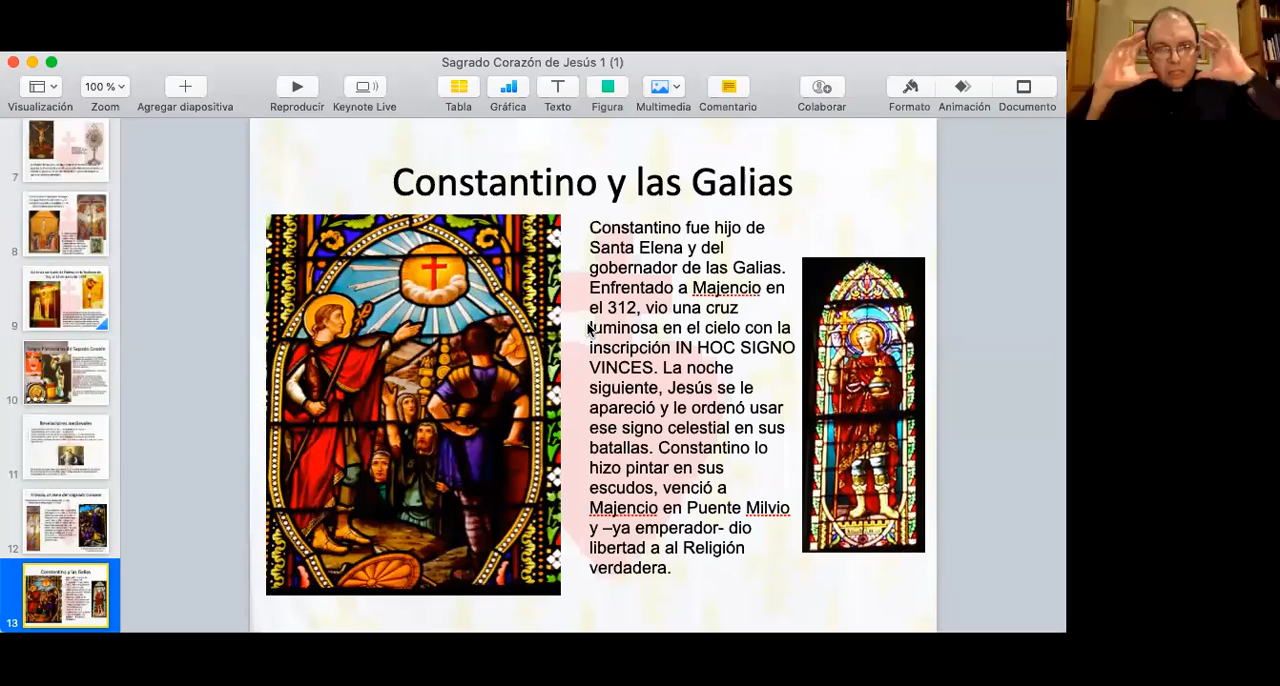 Sagrado Corazón de Jesús 1 (1)
100 %
Visualización
Zoom
Agregar diapositiva
Reproducir
Keynote Live
Tabla
Gráfica
Texto
Figura
Multimedia
Comentario
Colaborar
Formato
Animación
Documento
7
8
9
10
11
12
13
Revelaciones medievales
Constantino y las Galias
Constantino y las Galias
Constantino fue hijo de
Santa Elena y del
gobernador de las Galias.
Enfrentado a Majencio en
el 312, vio una cruz
luminosa en el cielo con la
inscripción IN HOC SIGNO
VINCES. La noche
siguiente, Jesús se le
apareció y le ordenó usar
ese signo celestial en sus
batallas. Constantino lo
hizo pintar en sus
escudos, venció a
Majencio en Puente Milvio
y –ya emperador- dio
libertad a al Religión
verdadera.